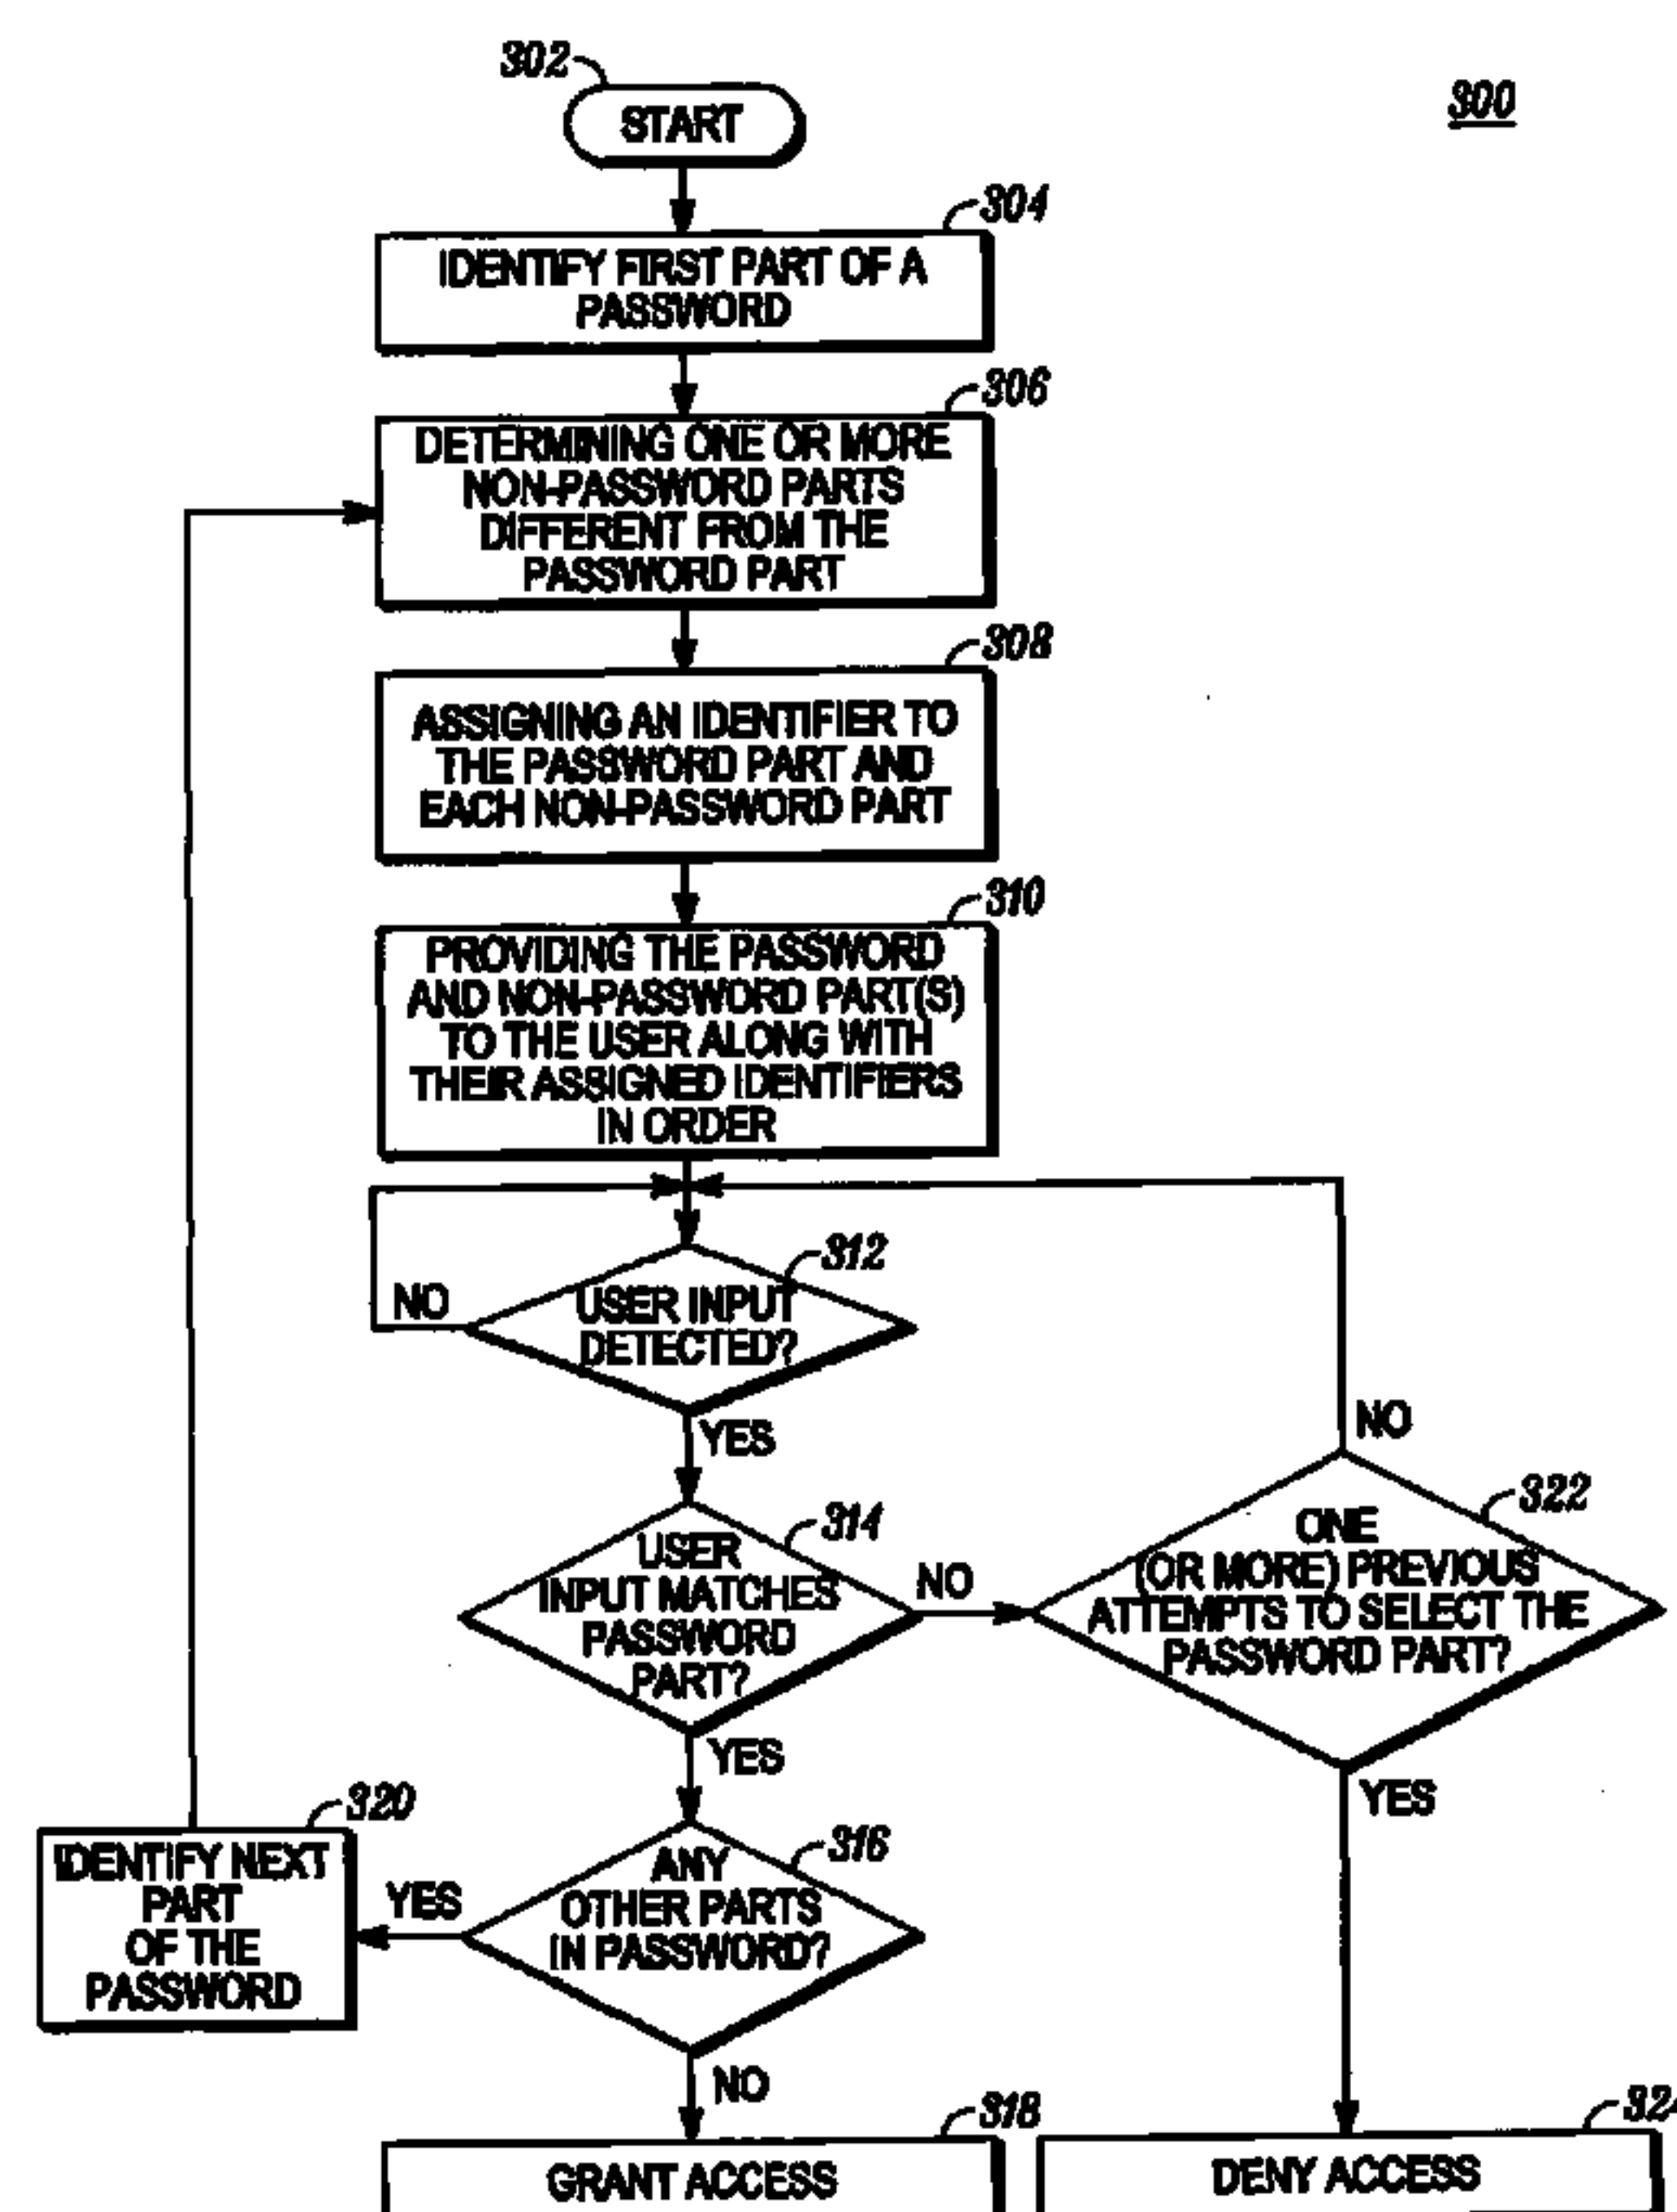 302
START
300
304
IDENTIFY FIRST PART OF A
PASSWORD
306
DETERMINING ONE OR MORE
NON-PASSWORD PARTS
DIFFERENT FROM THE
PASSWORD PART
308
ASSIGNING AN IDENTIFIER TO
THE PASSWORD PART AND
EACH NON-PASSWORD PART
310
PROVIDING THE PASSWORD
AND NON-PASSWORD PART(S)
TO THE USER ALONG WITH
THEIR ASSIGNED IDENTIFIERS
IN ORDER
312
NO
USER INPUT
DETECTED?
YES
NO
314
USER
INPUT MATCHES
PASSWORD
PART?
NO
322
ONE
(OR MORE) PREVIOUS
ATTEMPTS TO SELECT THE
PASSWORD PART?
YES
YES
320
IDENTIFY NEXT
PART
OF THE
PASSWORD
YES
316
ANY
OTHER PARTS
IN PASSWORD?
NO
318
GRANT ACCESS
DENY ACCESS